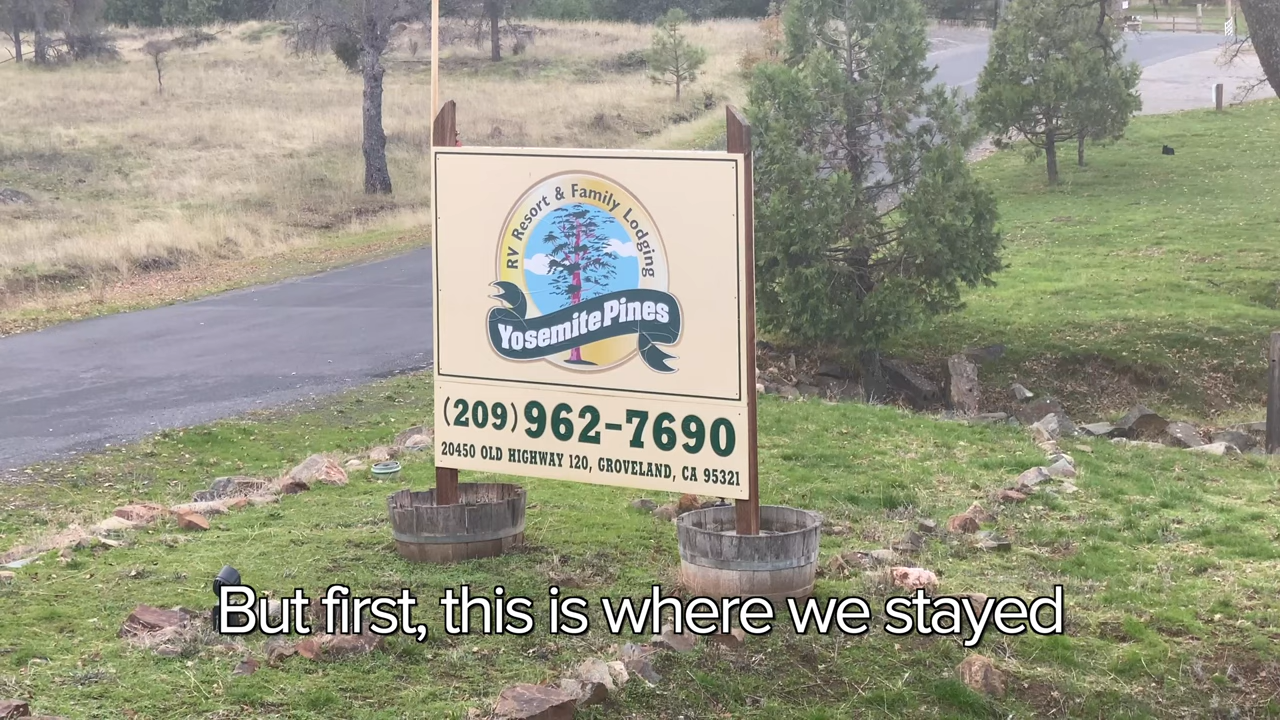 RV Resort & Family Lodging
Yosemite Pines
(209) 962-7690
20450 OLD HIGHWAY 120, GROVELAND, CA 95321
But first, this is where we stayed